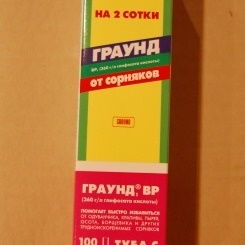 НА 2 СОТКИ
ГРАУНД
ВР, (360 г/л глифосата кислоты)
ОТ СОРНЯКОВ
ГРАУНД®, ВР
(360 г/л глифосата кислоты)
ПОМОГАЕТ БЫСТРО ИЗБАВИТЬСЯ
ОТ ОДУВАНЧИКА, КРАПИВЫ, ПЫРЕЯ,
ОСОТА, БОРЩЕВИКА И ДРУГИХ
ТРУДНОИСКОРЕНИМЫХ СОРНЯКОВ
100 ТУБА С